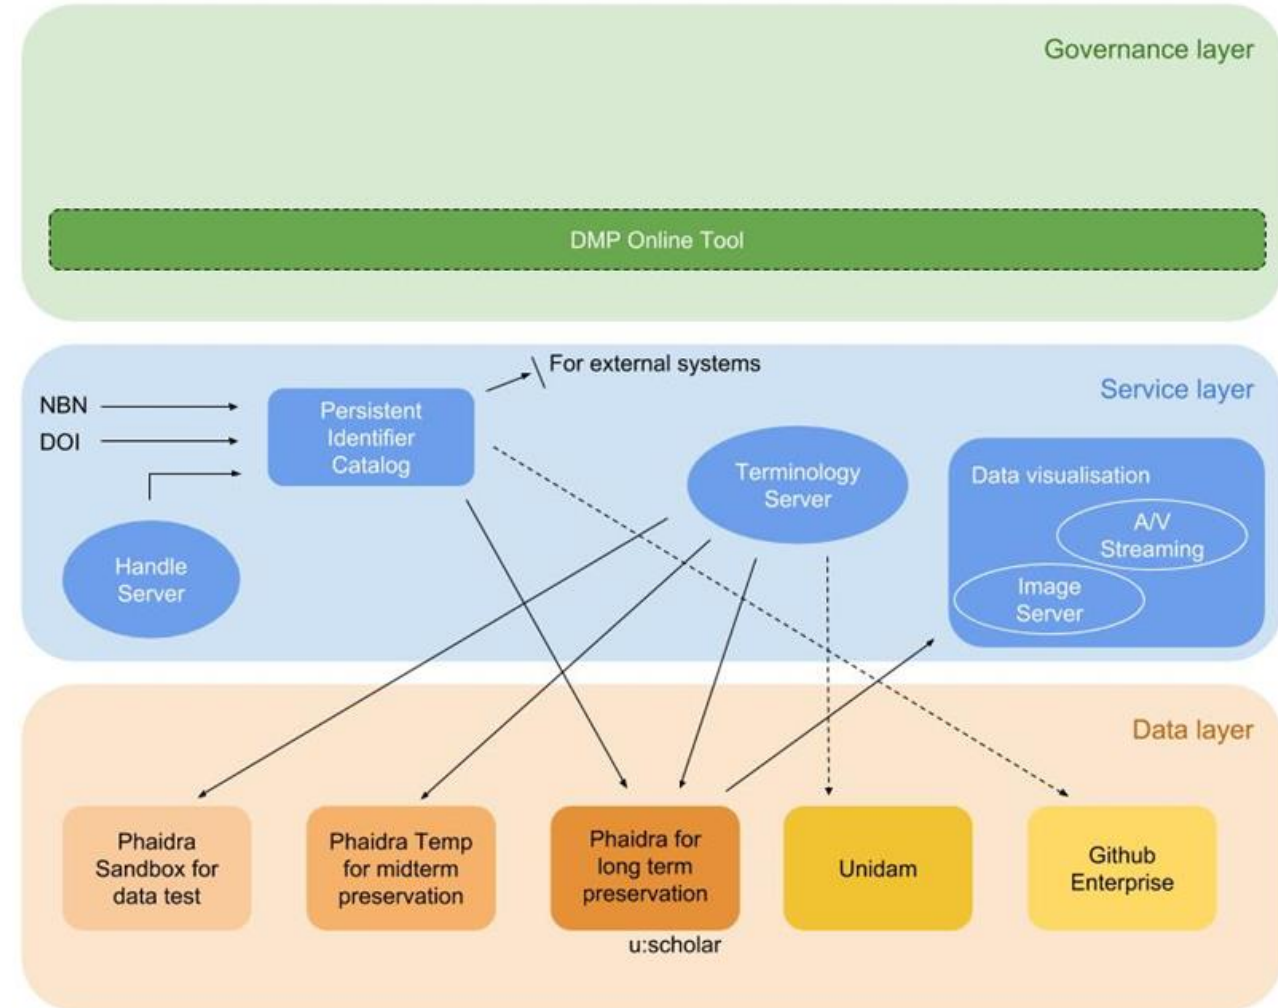 Governance layer
DMP Online Tool
For external systems
Service layer
NBN
DOI
Persistent
Identifier
Catalog
Terminology
Server
Data visualisation
A/V
Streaming
Image
Server
Handle
Server
Data layer
Phaidra
Sandbox for
data test
Phaidra Temp
for midterm
preservation
Phaidra for
long term
preservation
u:scholar
Unidam
Github
Enterprise